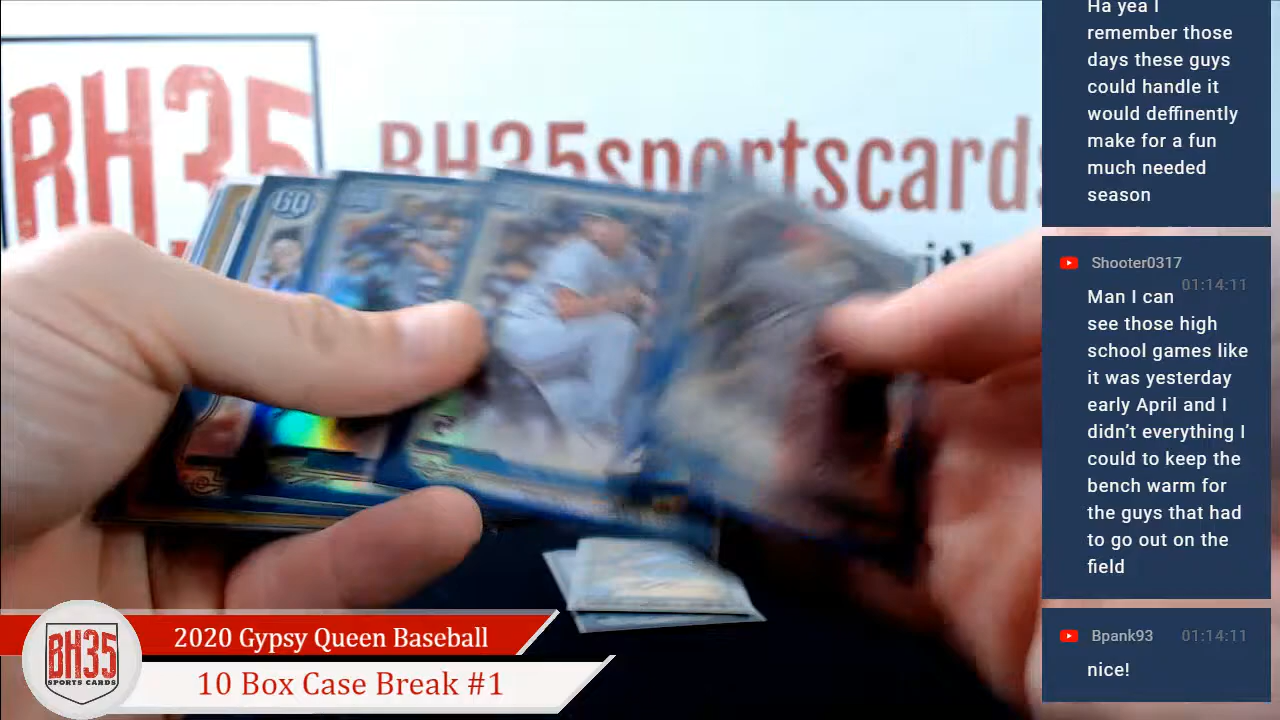 Ha yea I
remember those
days these guys
could handle it
would deffinently
make for a fun
much needed
season
BH35
BH35sportscards
with
GQ
Shooter0317
01:14:11
Man I can
see those high
school games like
it was yesterday
early April and I
didn't everything I
could to keep the
bench warm for
the guys that had
to go out on the
field
Bpank93 01:14:11
nice!
BH35
SPORTS CARDS
2020 Gypsy Queen Baseball
10 Box Case Break #1